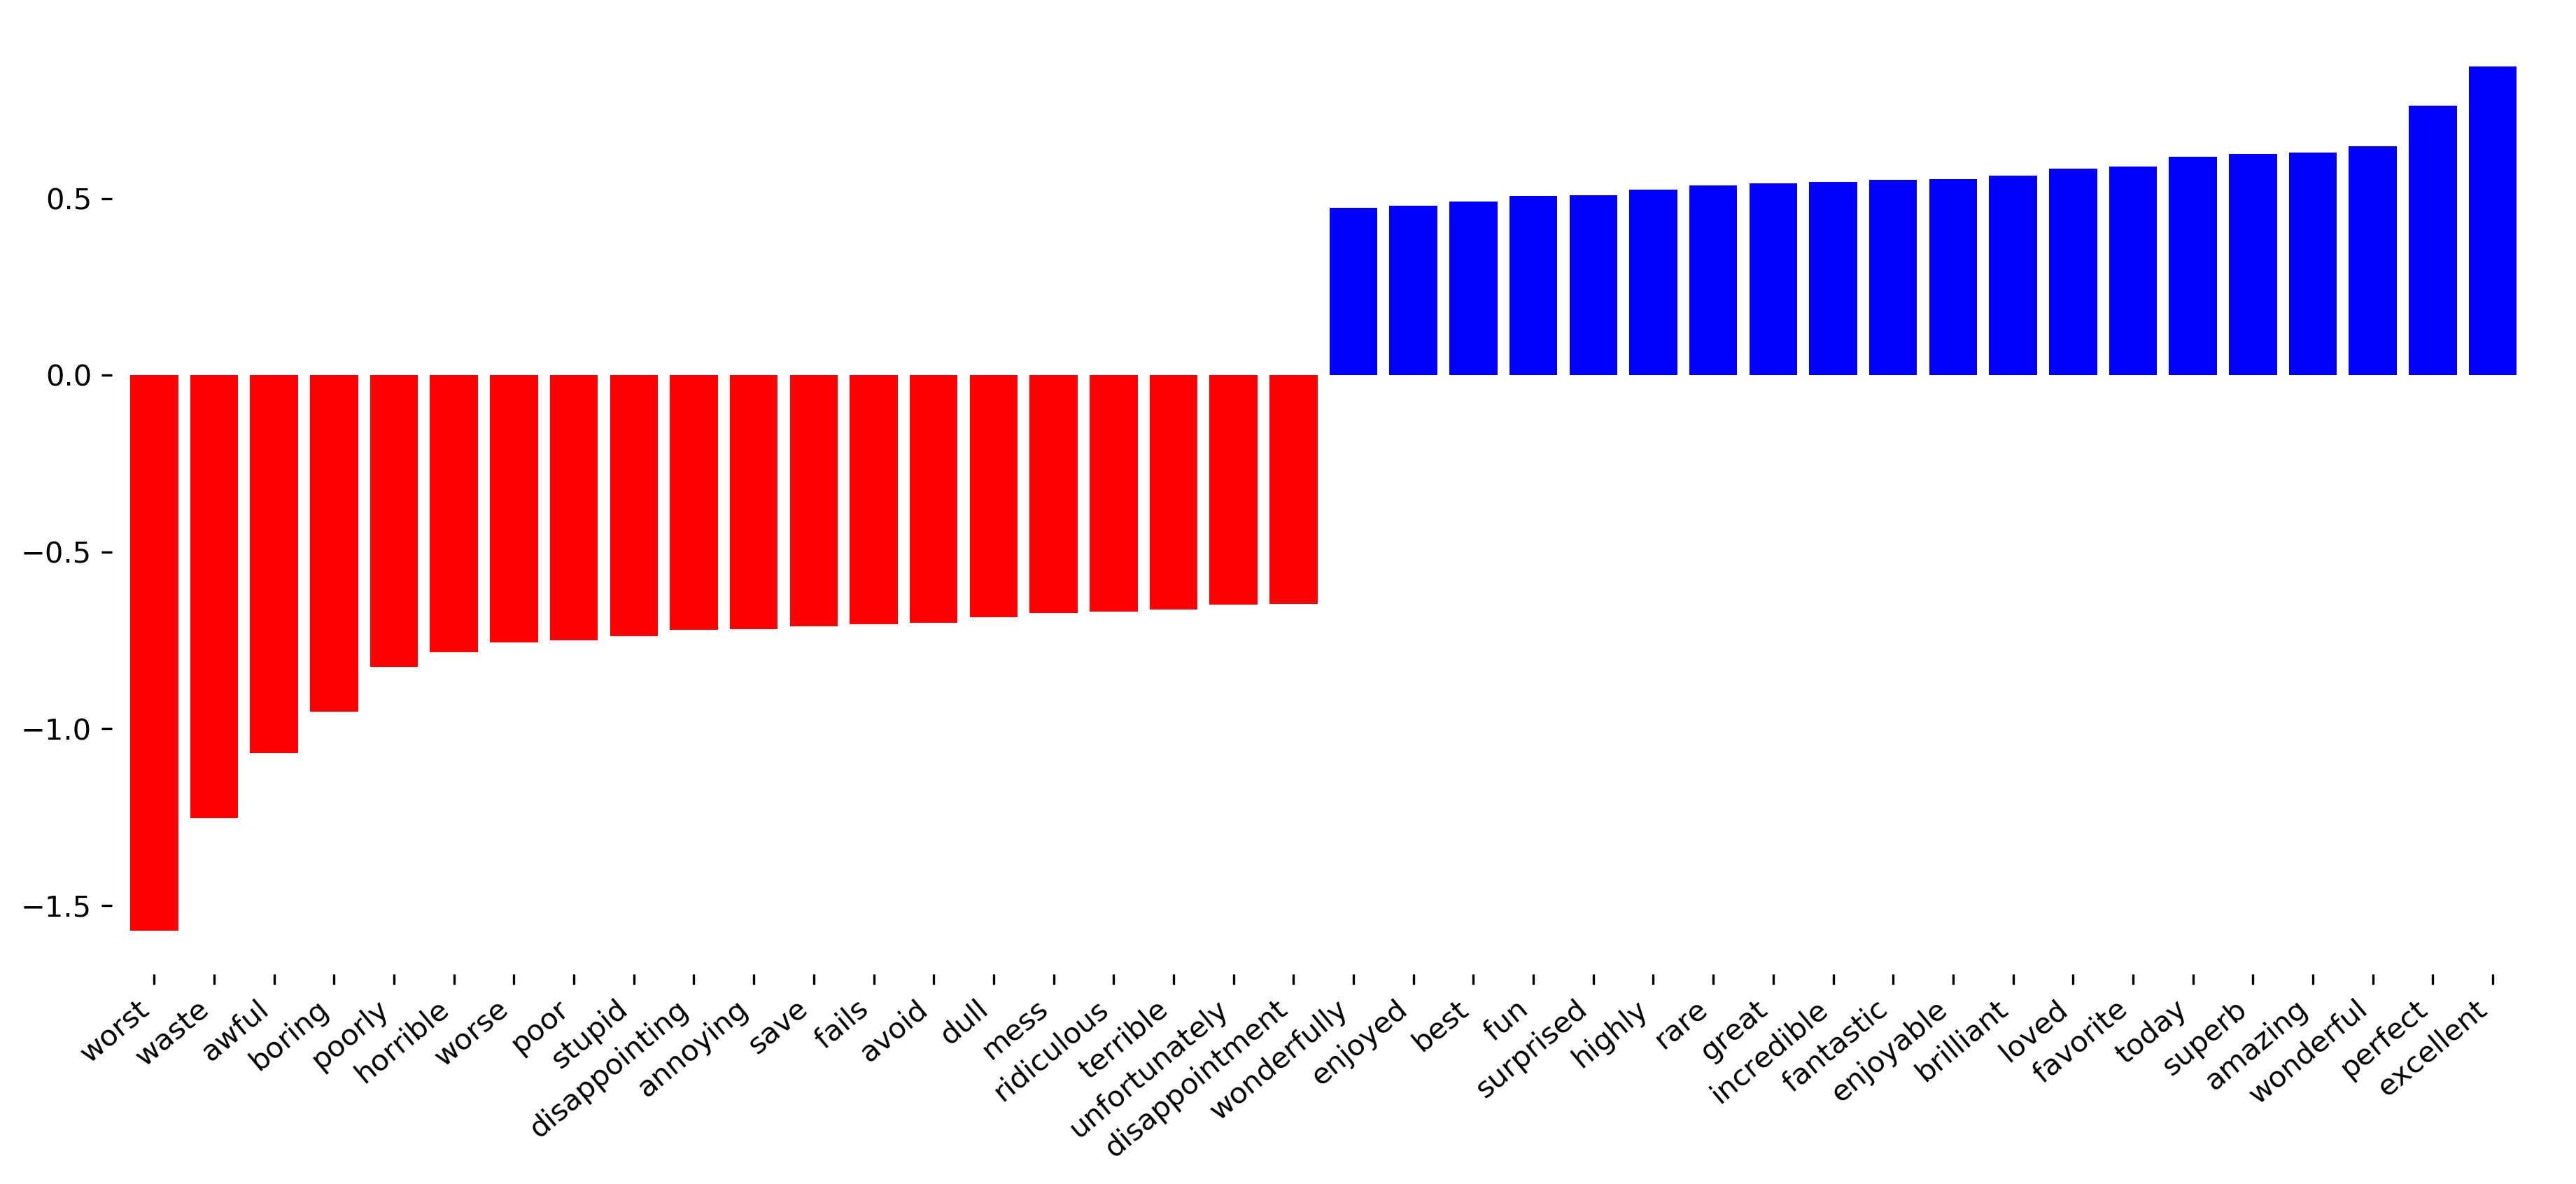 0.5
0.0
−0.5
−1.0
−1.5
worst
waste
awful
boring
poorly
horrible
worse
poor
stupid
disappointing
annoying
save
fails
avoid
dull
mess
ridiculous
terrible
unfortunately
disappointment
wonderfully
enjoyed
best
fun
surprised
highly
rare
great
incredible
fantastic
enjoyable
brilliant
loved
favorite
today
superb
amazing
wonderful
perfect
excellent